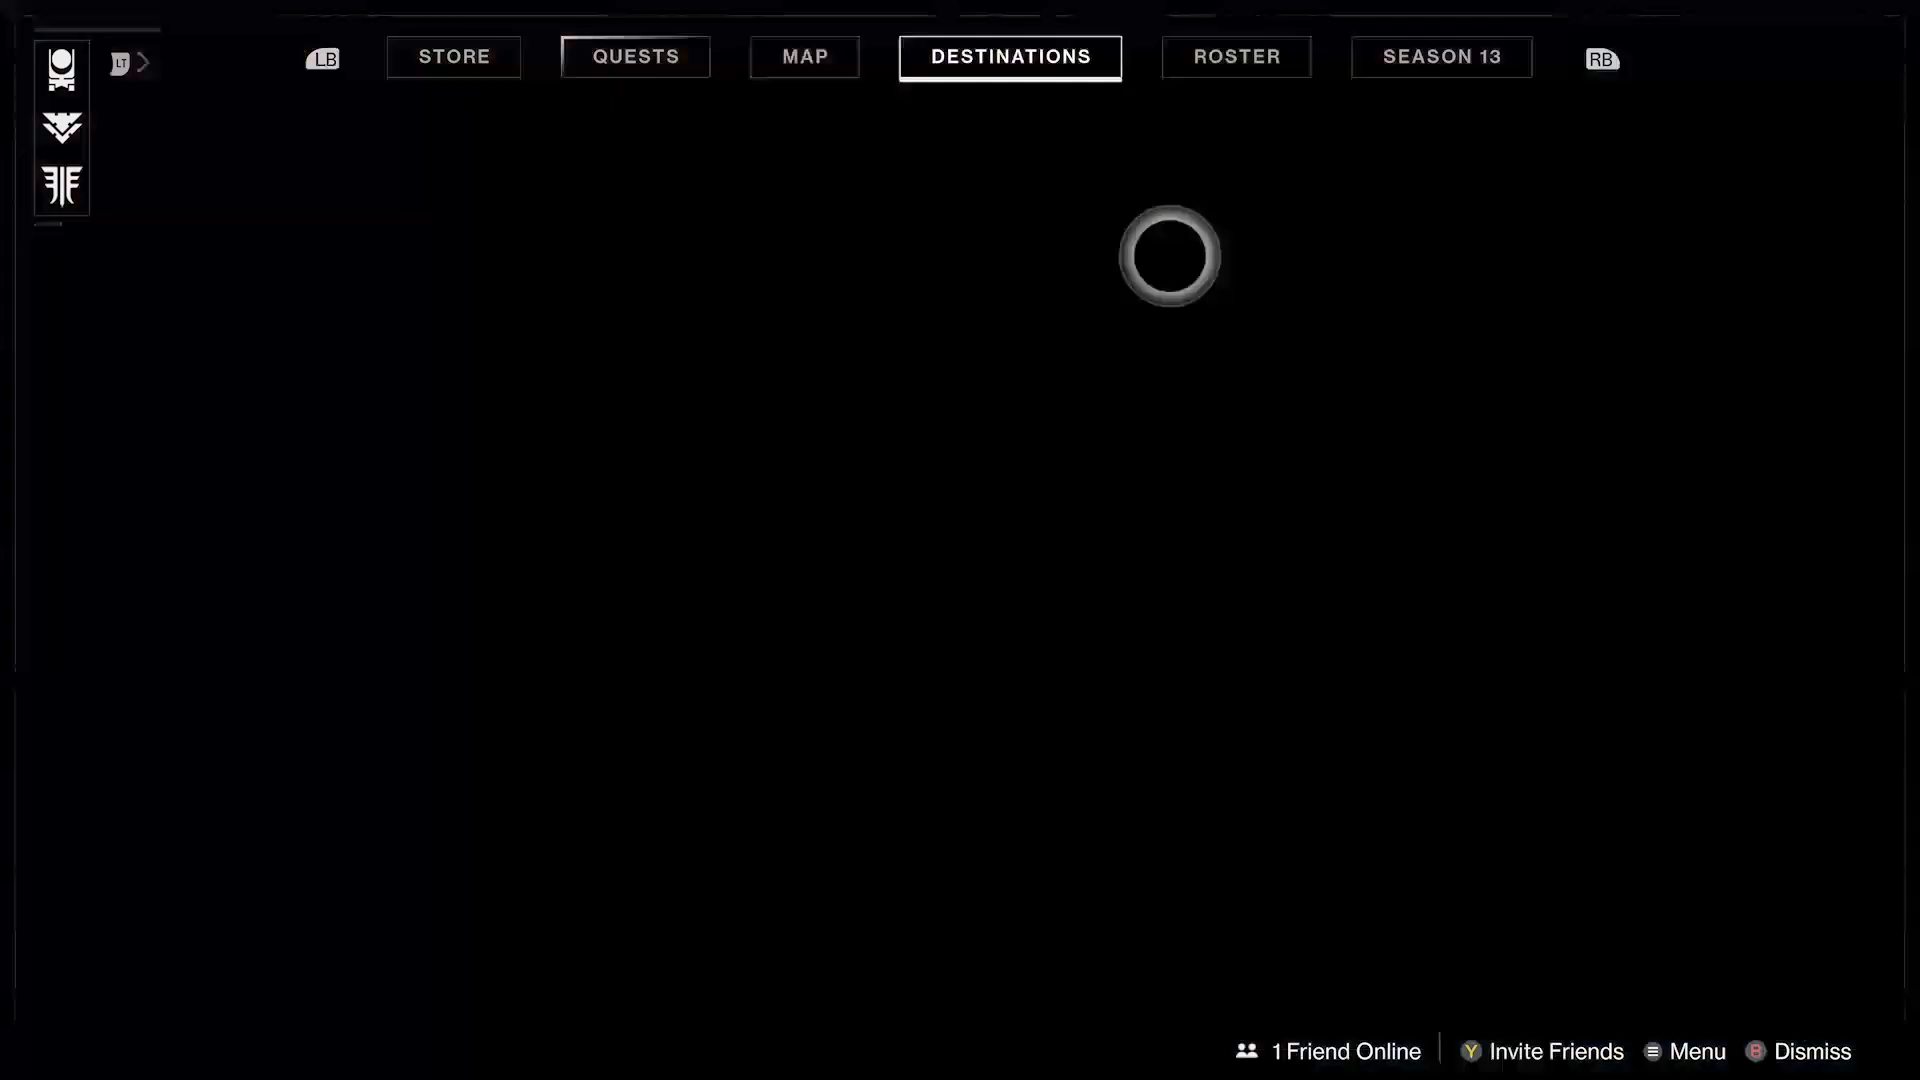 LT
LB
STORE
QUESTS
MAP
DESTINATIONS
ROSTER
SEASON 13
RB
1 Friend Online
Y Invite Friends
Menu
B Dismiss